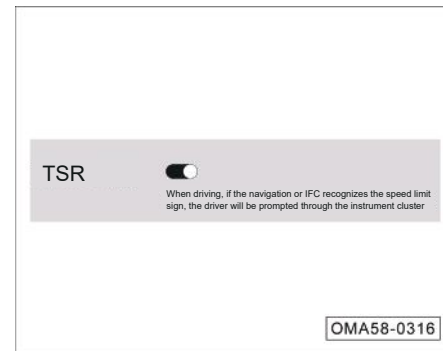 TSR
When driving, if the navigation or IFC recognizes the speed limit
sign, the driver will be prompted through the instrument cluster
OMA58-0316